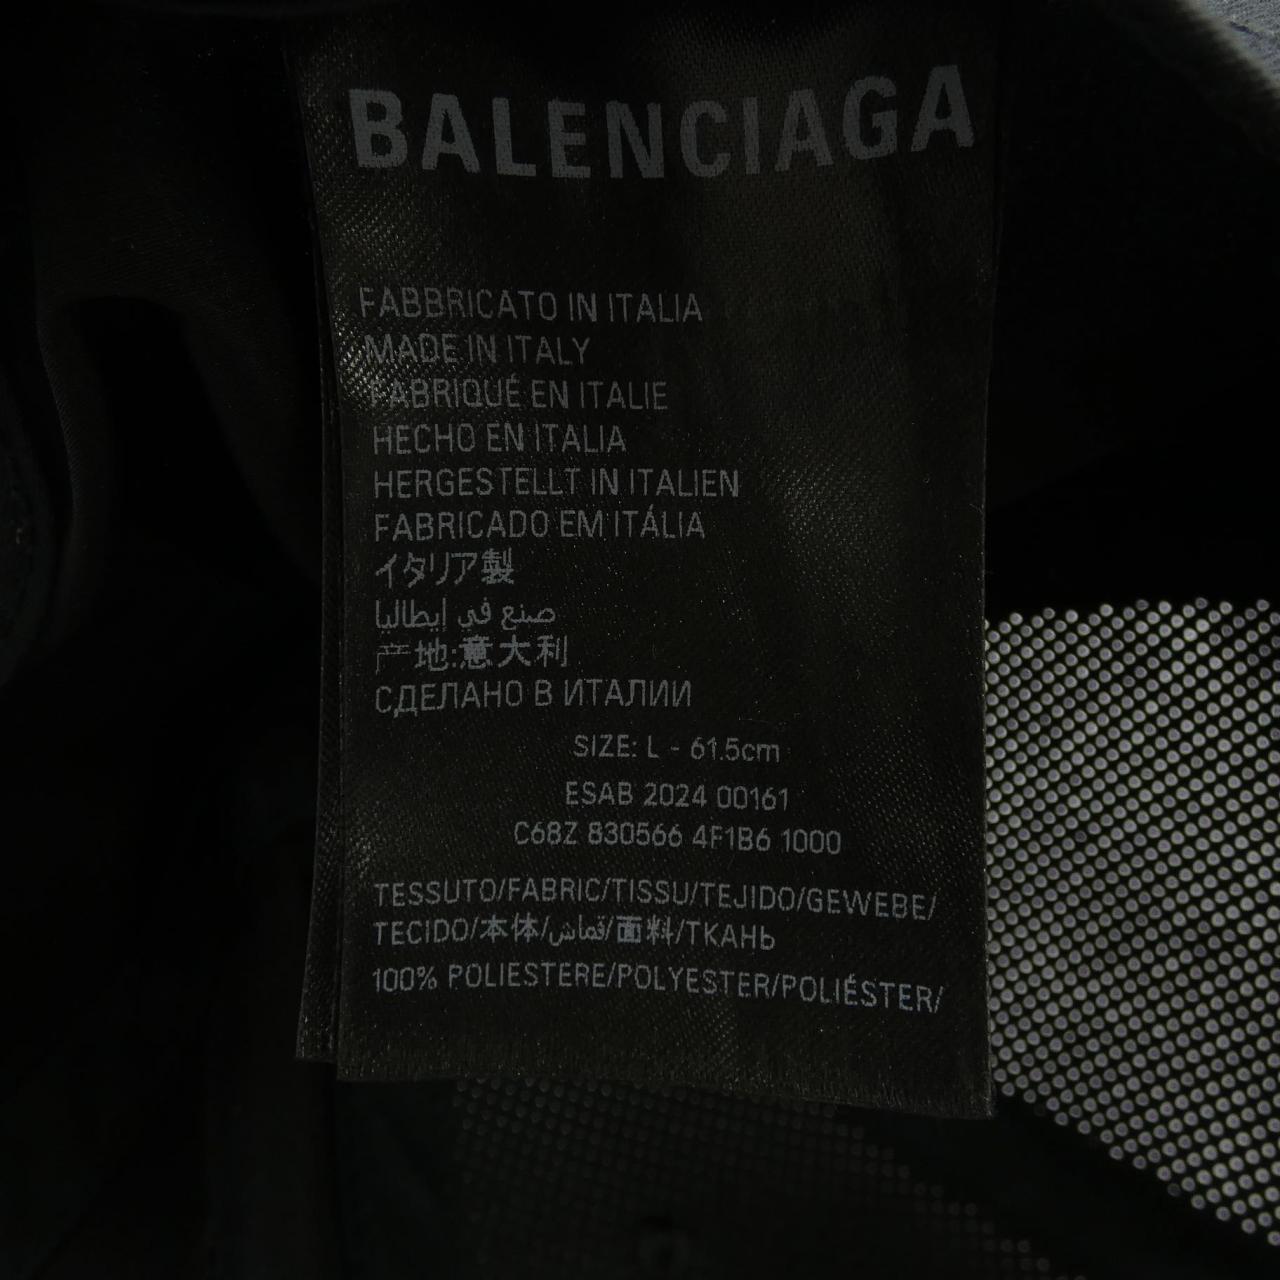 BALENCIAGA
FABBRICATO IN ITALIA
MADE IN ITALY
FABRIQUÉ EN ITALIE
HECHO EN ITALIA
HERGESTELLT IN ITALIEN
FABRICADO EM ITÁLIA
イタリア製
صنع في إيطاليا
产地:意大利
СДЕЛАНО В ИТАЛИИ
SIZE: L - 61.5cm
ESAB 2024 00161
C68Z 830566 4F1B6 1000
TESSUTO/FABRIC/TISSU/TEJIDO/GEWEBE/
TECIDO/本体/قماش/面料/ТКАНЬ
100% POLIESTERE/POLYESTER/POLIÉSTER/